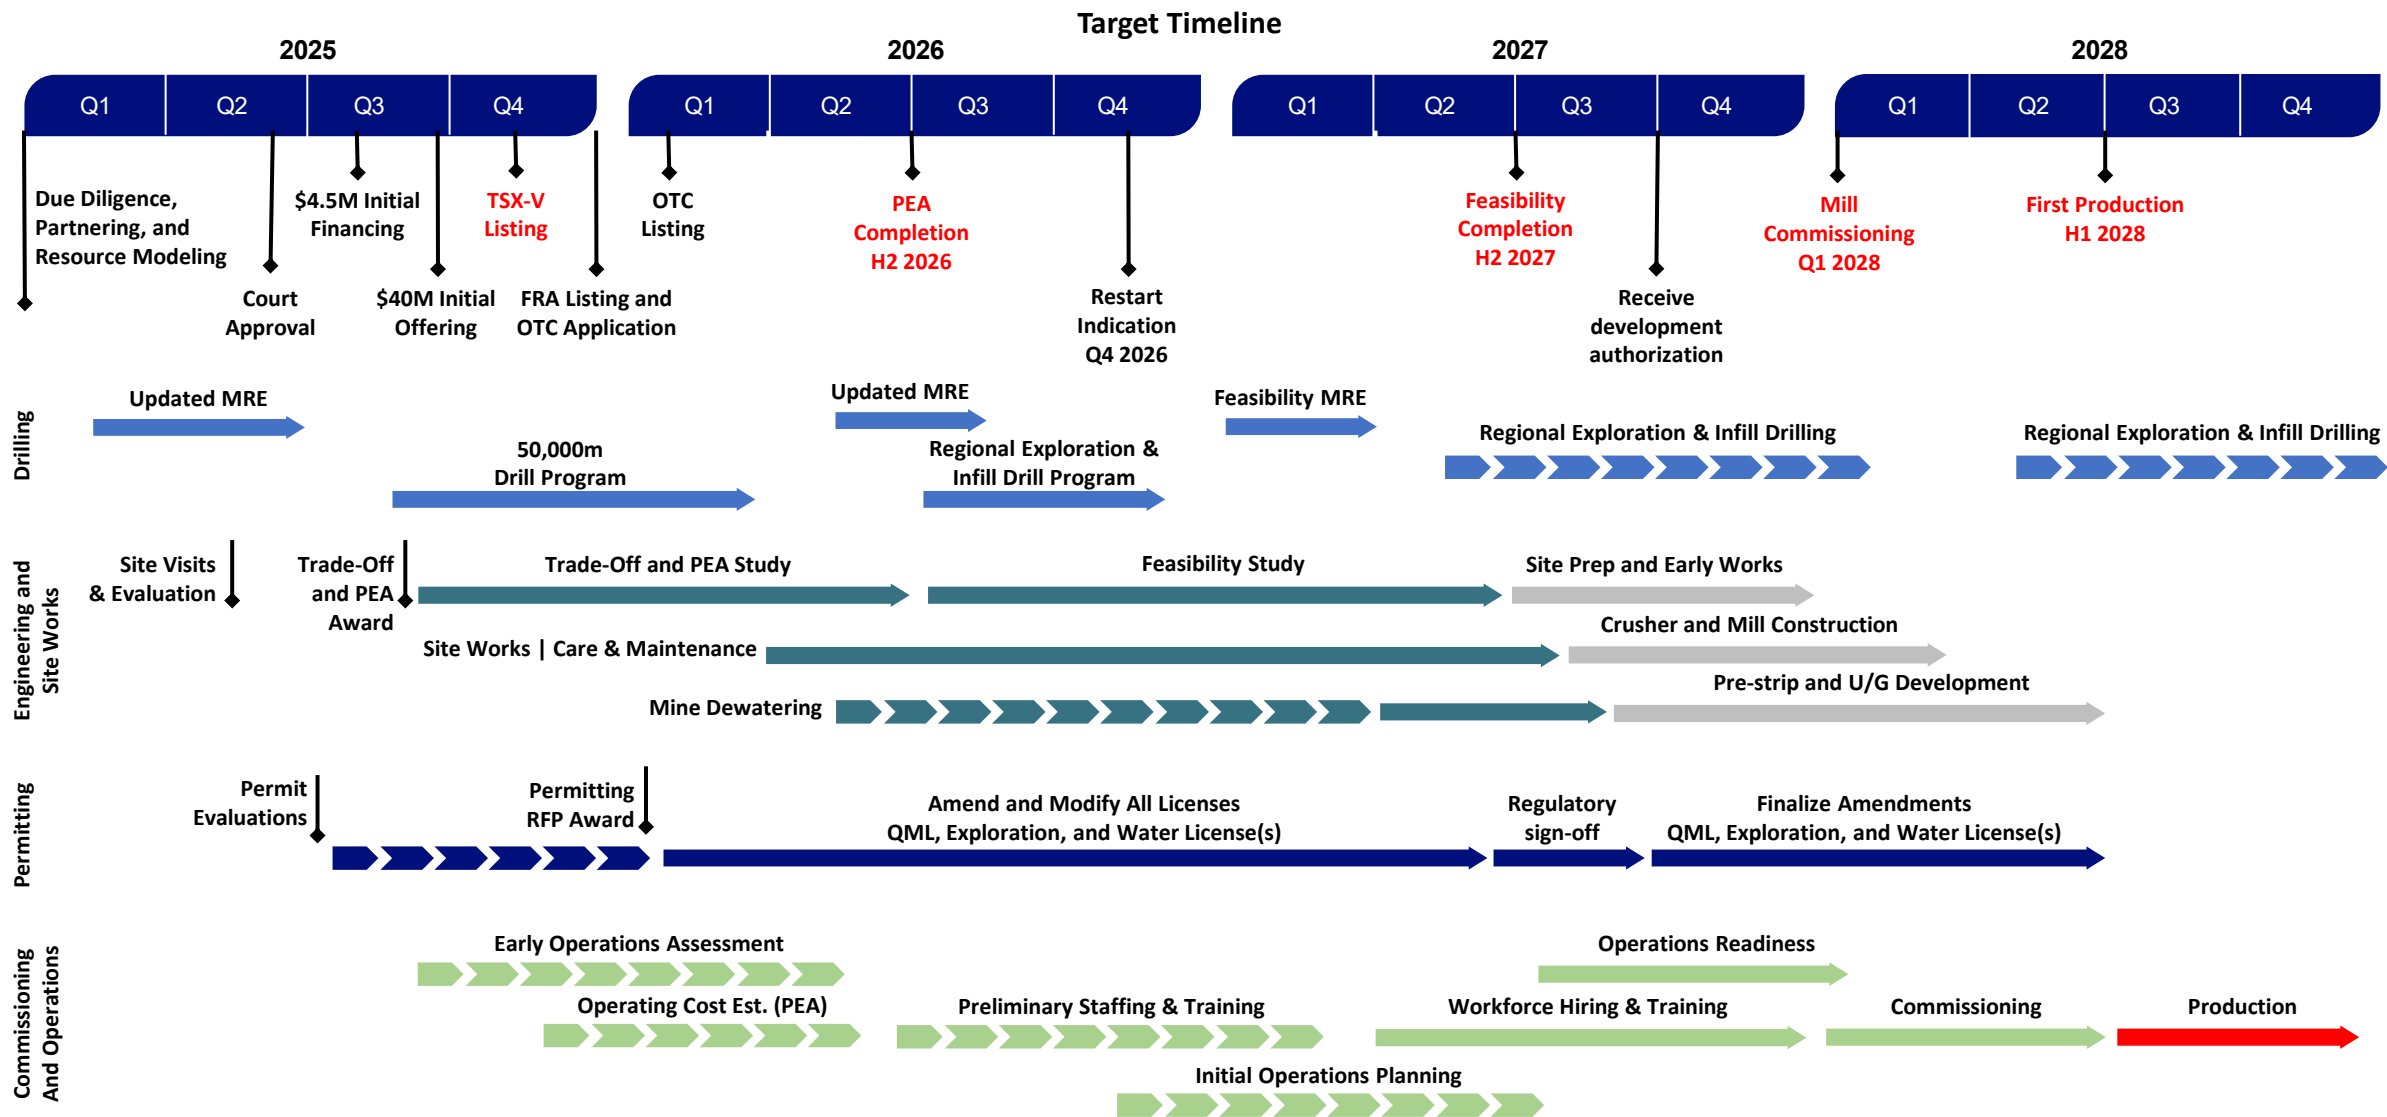 Target Timeline
2025
2026
2027
2028
Q1
Q2
Q3
Q4
Q1
Q2
Q3
Q4
Q1
Q2
Q3
Q4
Q1
Q2
Q3
Q4
Due Diligence,
Partnering, and
Resource Modeling
Court
Approval
$4.5M Initial
Financing
$40M Initial
Offering
TSX-V
Listing
FRA Listing and
OTC Application
OTC
Listing
PEA
Completion
H2 2026
Restart
Indication
Q4 2026
Feasibility
Completion
H2 2027
Receive
development
authorization
Mill
Commissioning
Q1 2028
First Production
H1 2028
Drilling
Updated MRE
50,000m
Drill Program
Updated MRE
Regional Exploration &
Infill Drill Program
Feasibility MRE
Regional Exploration & Infill Drilling
Regional Exploration & Infill Drilling
Engineering and
Site Works
Site Visits
& Evaluation
Trade-Off
and PEA
Award
Trade-Off and PEA Study
Feasibility Study
Site Prep and Early Works
Site Works | Care & Maintenance
Crusher and Mill Construction
Mine Dewatering
Pre-strip and U/G Development
Permitting
Permit
Evaluations
Permitting
RFP Award
Amend and Modify All Licenses
QML, Exploration, and Water License(s)
Regulatory
sign-off
Finalize Amendments
QML, Exploration, and Water License(s)
Commissioning
And Operations
Early Operations Assessment
Operations Readiness
Operating Cost Est. (PEA)
Preliminary Staffing & Training
Workforce Hiring & Training
Commissioning
Production
Initial Operations Planning